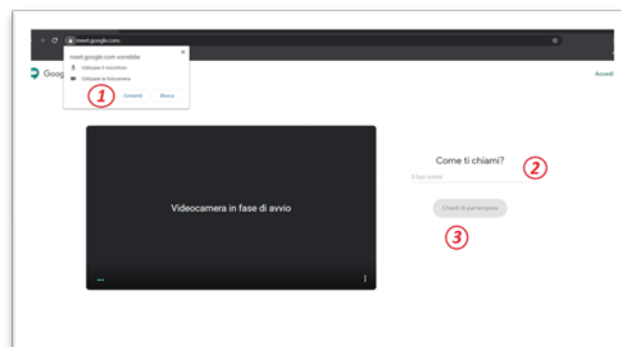 meet.google.com
meet.google.com vorrebbe
×
Utilizzare il microfono
Utilizzare la fotocamera
1
Consenti
Blocca
Goog
Accedi
Come ti chiami?
2
Il tuo nome
Videocamera in fase di avvio
Chiedi di partecipare
3